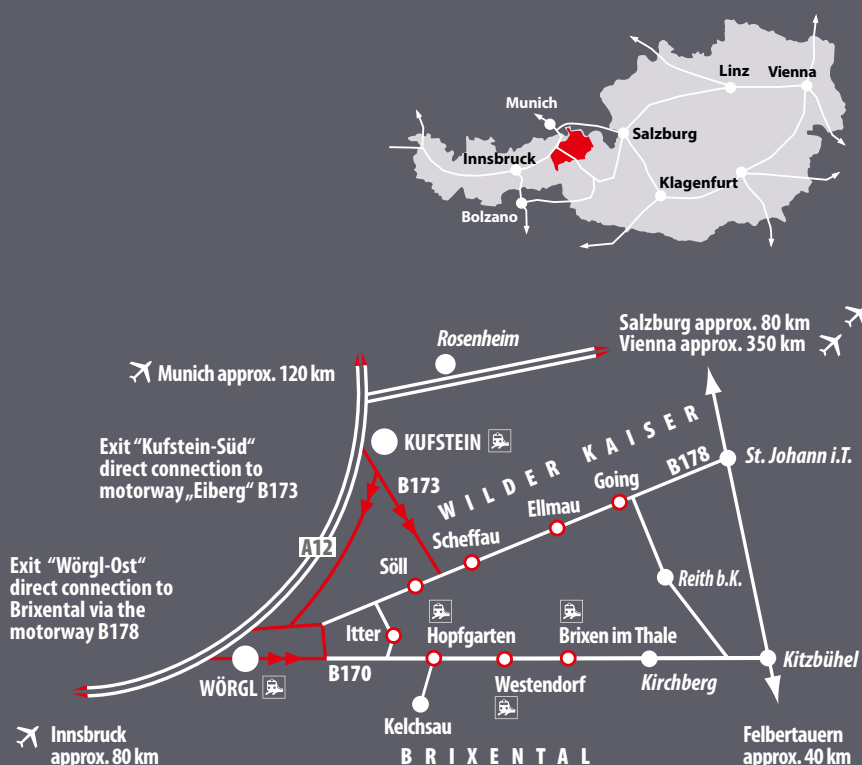 Linz
Vienna
Munich
Salzburg
Innsbruck
Klagenfurt
Bolzano
Salzburg approx. 80 km
Vienna approx. 350 km
Rosenheim
Munich approx. 120 km
KUFSTEIN
Exit “Kufstein-Süd“
direct connection to
motorway „Eiberg“ B173
B173
WILDER KAISER
B178
St. Johann i.T.
Going
Ellmau
Scheffau
A12
Söll
Reith b.K.
Exit “Wörgl-Ost“
direct connection to
Brixental via the
motorway B178
Itter
Hopfgarten
Brixen im Thale
Kitzbühel
B170
WÖRGL
Westendorf
Kirchberg
Kelchsau
Innsbruck
approx. 80 km
BRIXENTAL
Felbertauern
approx. 40 km